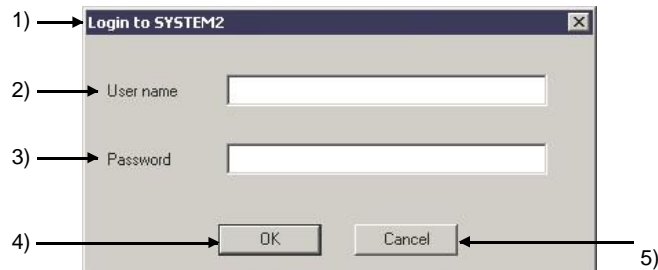 1) Login to SYSTEM2
2) User name
3) Password
4) OK Cancel
5)